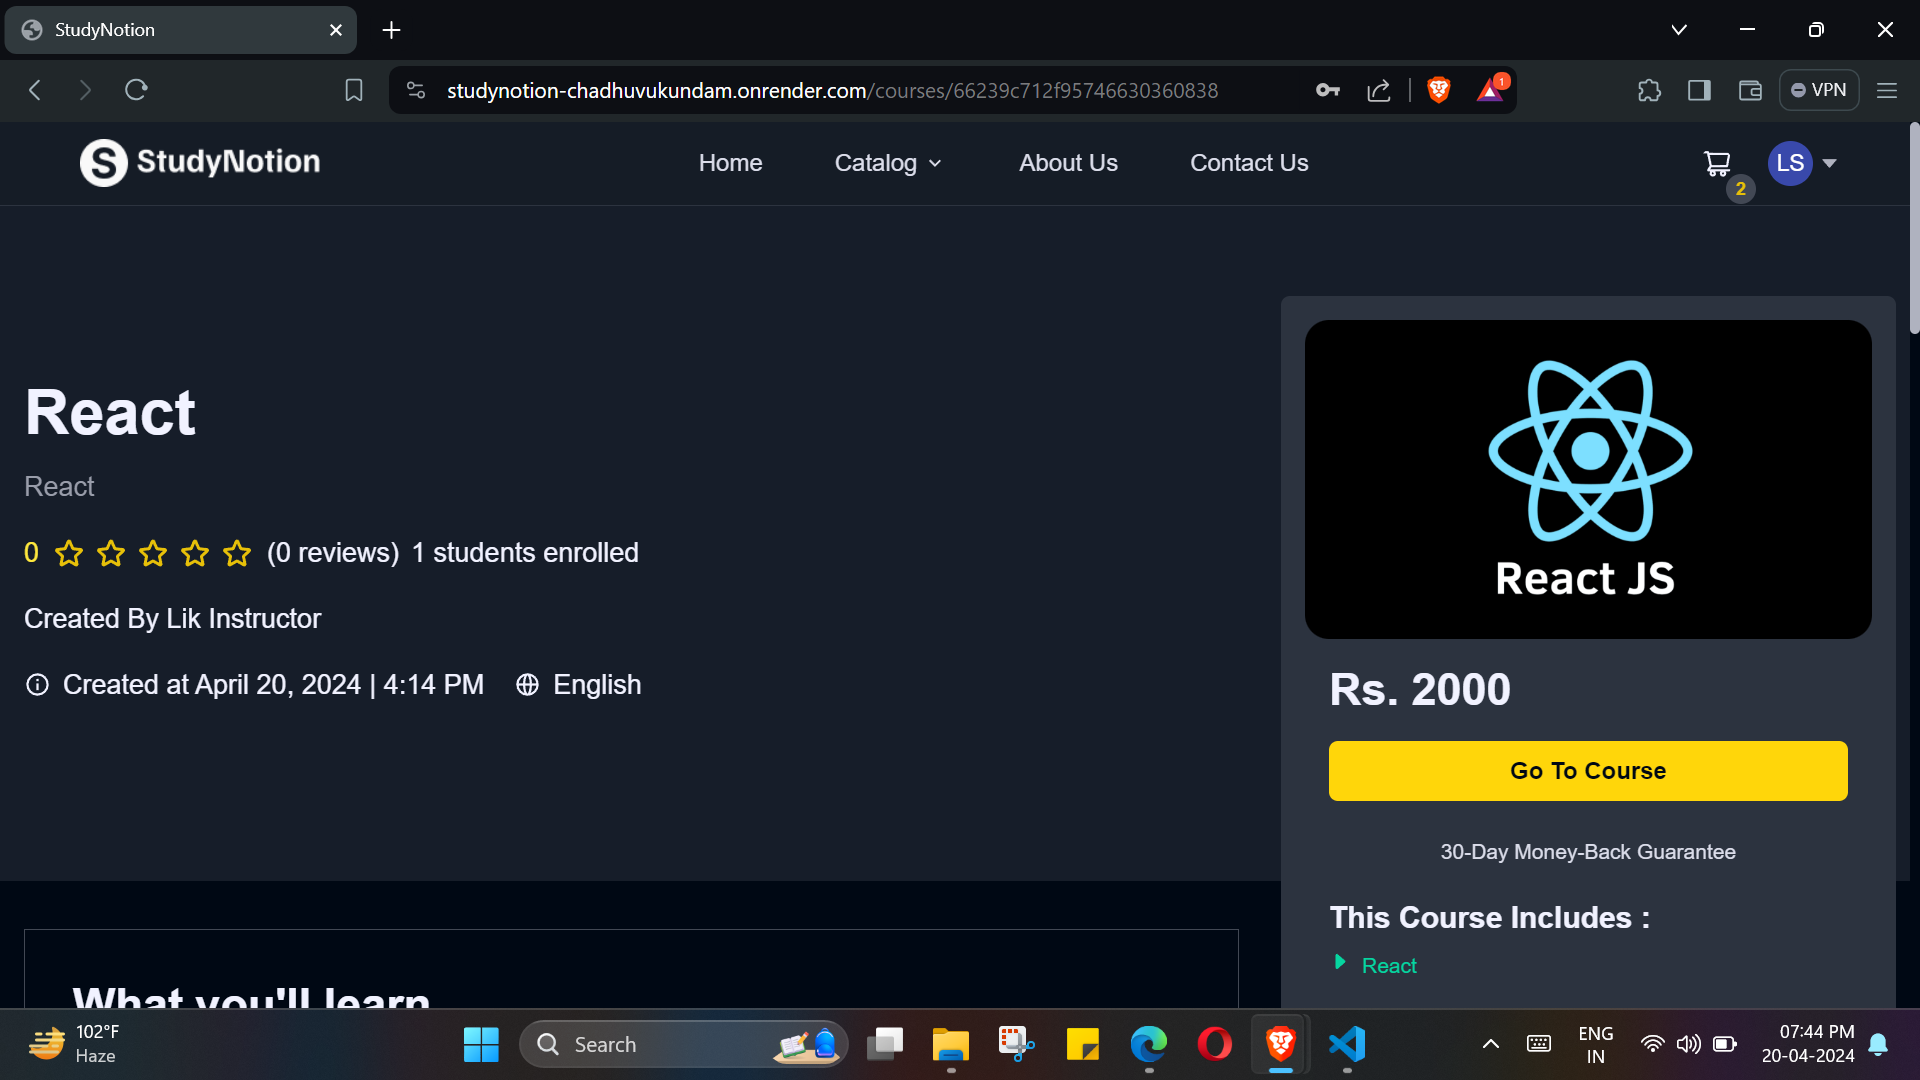 StudyNotion
studynotion-chadhuvukundam.onrender.com/courses/66239c712f95746630360838
1
VPN
S StudyNotion
Home
Catalog
About Us
Contact Us
2
LS
React
React
0
(0 reviews)
1 students enrolled
Created By Lik Instructor
Created at April 20, 2024 | 4:14 PM
English
React JS
Rs. 2000
Go To Course
30-Day Money-Back Guarantee
This Course Includes :
React
What you'll learn
102°F
Haze
Search
ENG
IN
07:44 PM
20-04-2024